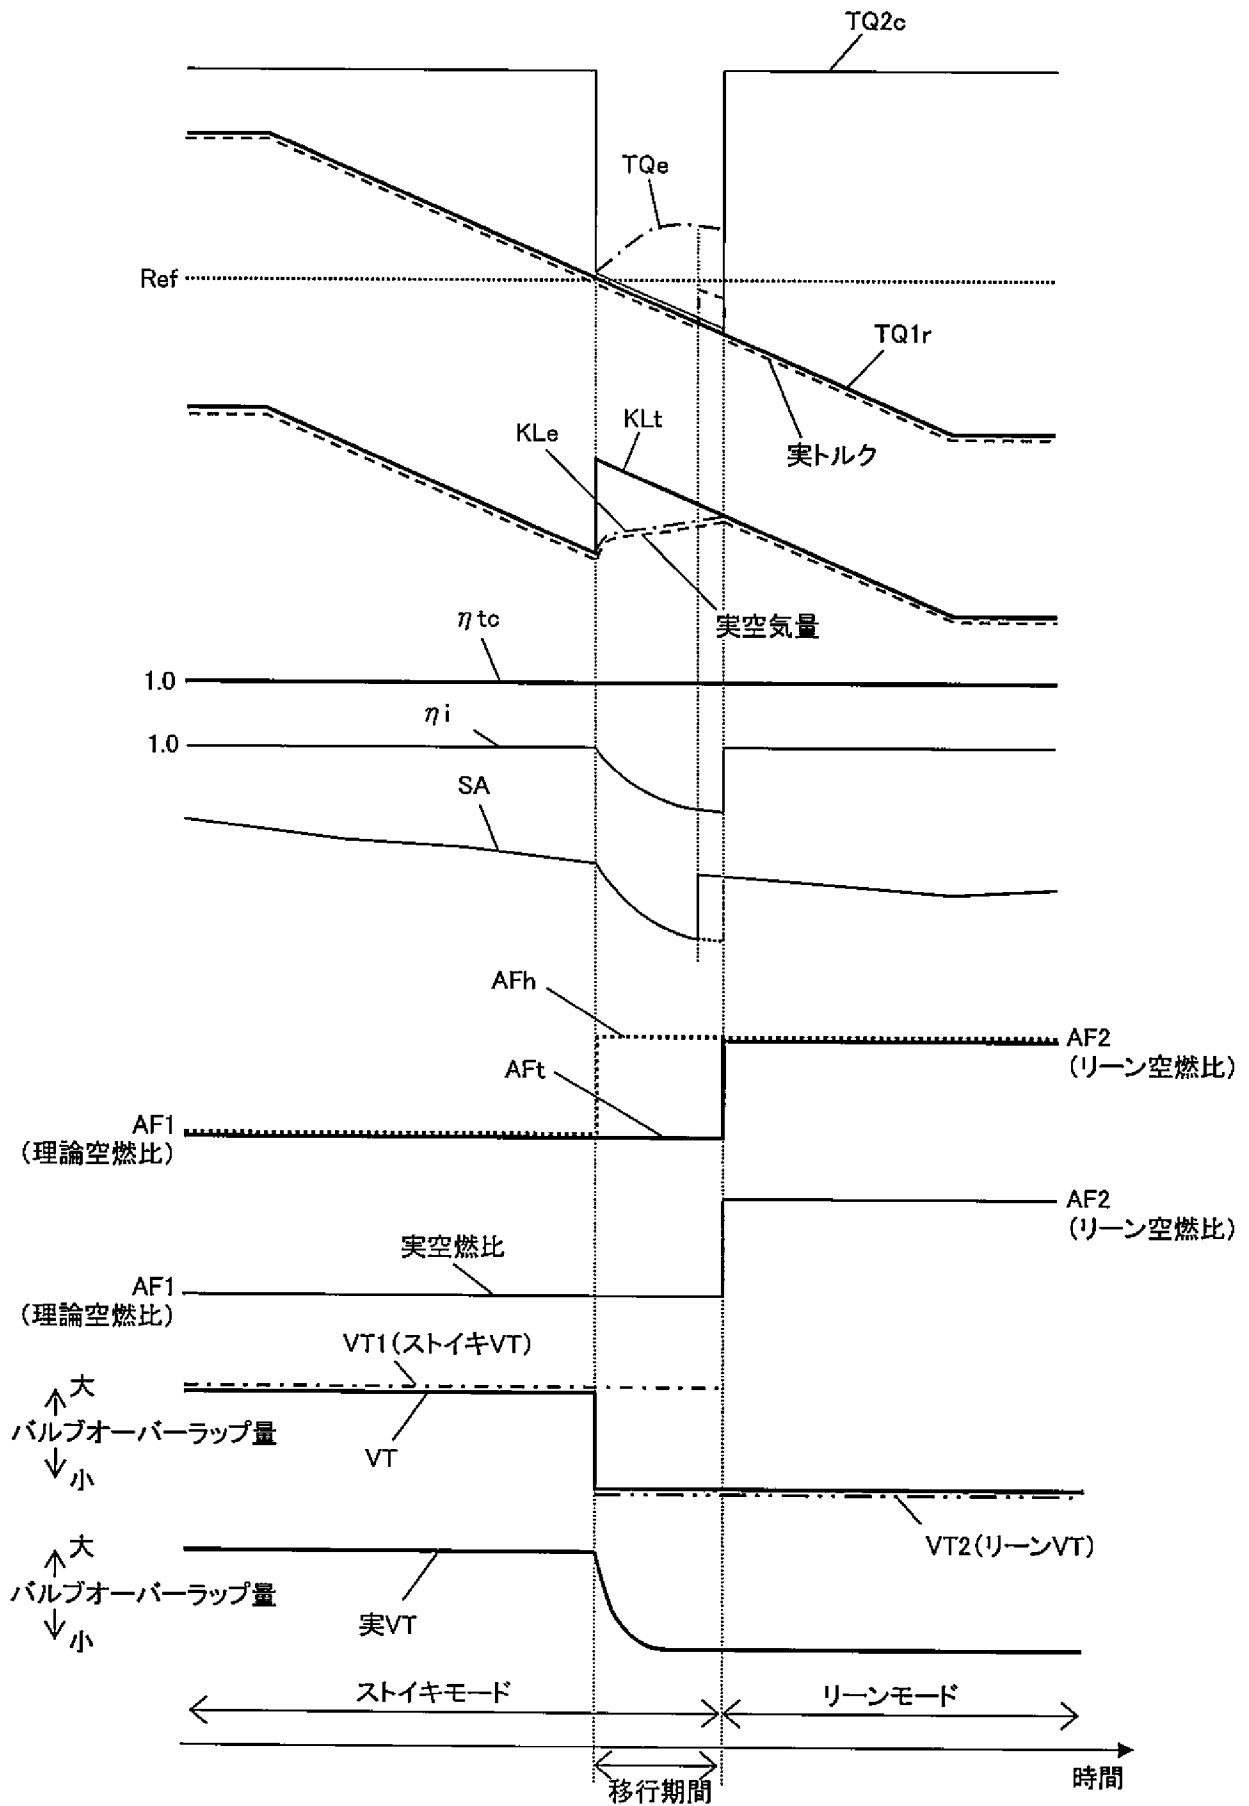 TQ2c
TQe
Ref
TQ1r
実トルク
KLe
KLt
実空気量
ηtc
1.0
ηi
1.0
SA
AFh
AF2
(リーン空燃比)
AFt
AF1
(理論空燃比)
AF2
(リーン空燃比)
実空燃比
AF1
(理論空燃比)
VT1(ストイキVT)
大
バルブオーバーラップ量
小
VT
VT2(リーンVT)
大
バルブオーバーラップ量
小
実VT
ストイキモード
リーンモード
移行期間
時間